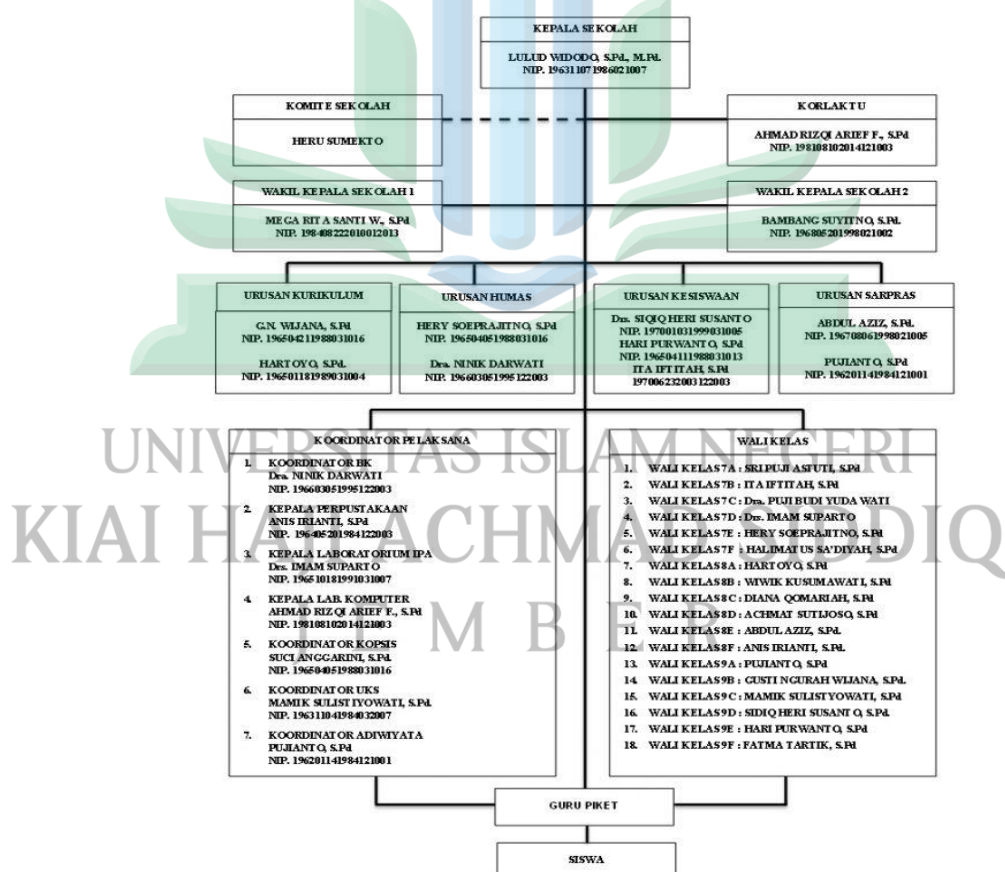 KEPALA SEKOLAH
LULUD WIDODO, S.Pd., M.Pd.
NIP. 196311071986021007
KOMITE SEKOLAH
HERU SUMEKTO
KORLAKTU
AHMAD RIZQI ARIEF F., S.Pd
NIP. 198108102014121003
WAKIL KEPALA SEKOLAH 1
MEGA RITA SANTI W., S.Pd
NIP. 198408222010012013
WAKIL KEPALA SEKOLAH 2
BAMBANG SUYITNO, S.Pd.
NIP. 196805201998021002
URUSAN KURIKULUM
G.N. WIJANA, S.Pd
NIP. 196504211988031016
HARTOYO, S.Pd.
NIP. 196501181989031004
URUSAN HUMAS
HERY SOEPRAJITNO, S.Pd
NIP. 196504051988031016
Dra. NINIK DARWATI
NIP. 196603051995122003
URUSAN KESISWAAN
Drs. SIQIQ HERI SUSANTO
NIP. 197001031999031005
HARI PURWANTO, S.Pd
NIP. 196504111988031013
ITA IFTITAH, S.Pd
197006232003122003
URUSAN SARPRAS
ABDUL AZIZ, S.Pd.
NIP. 196708061998021005
PUJIANTO, S.Pd
NIP. 196201141984121001
KOORDINATOR PELAKSANA
1. KOORDINATOR BK
Dra. NINIK DARWATI
NIP. 196603051995122003
2. KEPALA PERPUSTAKAAN
ANIS IRIANTI, S.Pd
NIP. 196405201984122003
3. KEPALA LABORATORIUM IPA
Drs. IMAM SUPARTO
NIP. 196510181991031007
4. KEPALA LAB. KOMPUTER
AHMAD RIZQI ARIEF F., S.Pd
NIP. 198108102014121003
5. KOORDINATOR KOPSIS
SUCI ANGGARINI, S.Pd.
NIP. 196504051988031016
6. KOORDINATOR UKS
MAMIK SULISTIYOWATI, S.Pd.
NIP. 196311041984032007
7. KOORDINATOR ADIWIYATA
PUJIANTO, S.Pd
NIP. 196201141984121001
WALI KELAS
1. WALI KELAS 7A : SRI PUJI ASTUTI, S.Pd
2. WALI KELAS 7B : ITA IFTITAH, S.Pd
3. WALI KELAS 7C : Dra. PUJI BUDI YUDA WATI
4. WALI KELAS 7D : Drs. IMAM SUPARTO
5. WALI KELAS 7E : HERY SOEPRAJITNO, S.Pd
6. WALI KELAS 7F : HALIMATUS SA'DIYAH, S.Pd
7. WALI KELAS 8A : HARTOYO, S.Pd
8. WALI KELAS 8B : WIWIK KUSUMAWATI, S.Pd
9. WALI KELAS 8C : DIANA QOMARIAH, S.Pd
10. WALI KELAS 8D : ACHMAT SUTIJOSO, S.Pd
11. WALI KELAS 8E : ABDUL AZIZ, S.Pd.
12. WALI KELAS 8F : ANIS IRIANTI, S.Pd.
13. WALI KELAS 9A : PUJIANTO, S.Pd
14. WALI KELAS 9B : GUSTI NGURAH WIJANA, S.Pd.
15. WALI KELAS 9C : MAMIK SULISTYOWATI, S.Pd
16. WALI KELAS 9D : SIDIQ HERI SUSANTO, S.Pd.
17. WALI KELAS 9E : HARI PURWANTO, S.Pd
18. WALI KELAS 9F : FATMA TARTIK, S.Pd
GURU PIKET
SISWA
UNIVERSITAS ISLAM NEGERI
KIAI HAJI ACHMAD SIDDIQ
JEMBER